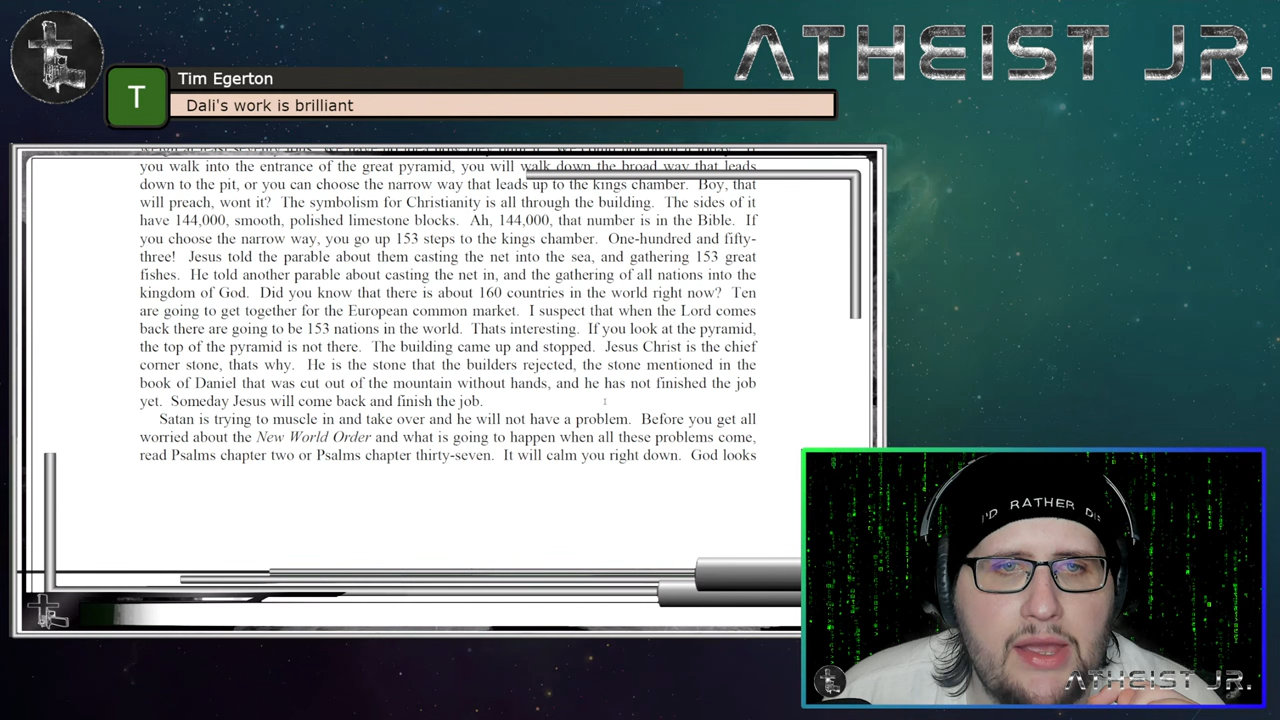 ATHEIST JR.
Tim Egerton
T
Dali's work is brilliant
you walk into the entrance of the great pyramid, you will walk down the broad way that leads
down to the pit, or you can choose the narrow way that leads up to the kings chamber. Boy, that
will preach, wont it? The symbolism for Christianity is all through the building. The sides of it
have 144,000, smooth, polished limestone blocks. Ah, 144,000, that number is in the Bible. If
you choose the narrow way, you go up 153 steps to the kings chamber. One-hundred and fifty-
three! Jesus told the parable about them casting the net into the sea, and gathering 153 great
fishes. He told another parable about casting the net in, and the gathering of all nations into the
kingdom of God. Did you know that there is about 160 countries in the world right now? Ten
are going to get together for the European common market. I suspect that when the Lord comes
back there are going to be 153 nations in the world. Thats interesting. If you look at the pyramid,
the top of the pyramid is not there. The building came up and stopped. Jesus Christ is the chief
corner stone, thats why. He is the stone that the builders rejected, the stone mentioned in the
book of Daniel that was cut out of the mountain without hands, and he has not finished the job
yet. Someday Jesus will come back and finish the job.
Satan is trying to muscle in and take over and he will not have a problem. Before you get all
worried about the New World Order and what is going to happen when all these problems come,
read Psalms chapter two or Psalms chapter thirty-seven. It will calm you right down. God looks
I'D RATHER
ATHEIST JR.